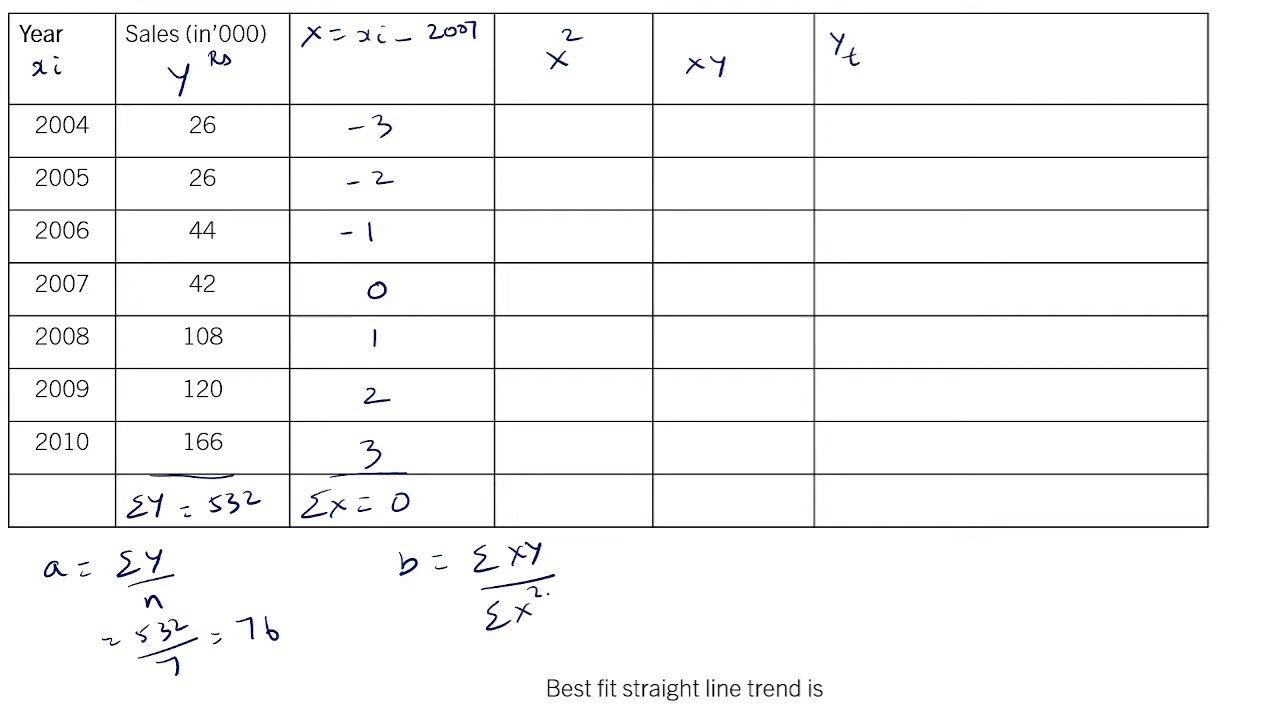 Year Sales (in'000) X = xi - 2007 X² XY Yt
xi Y Rs
2004 26 -3
2005 26 -2
2006 44 -1
2007 42 0
2008 108 1
2009 120 2
2010 166 3
ΣY = 532 ΣX = 0
a = ΣY/n b = ΣXY/ΣX²
= 532/7 = 76
Best fit straight line trend is